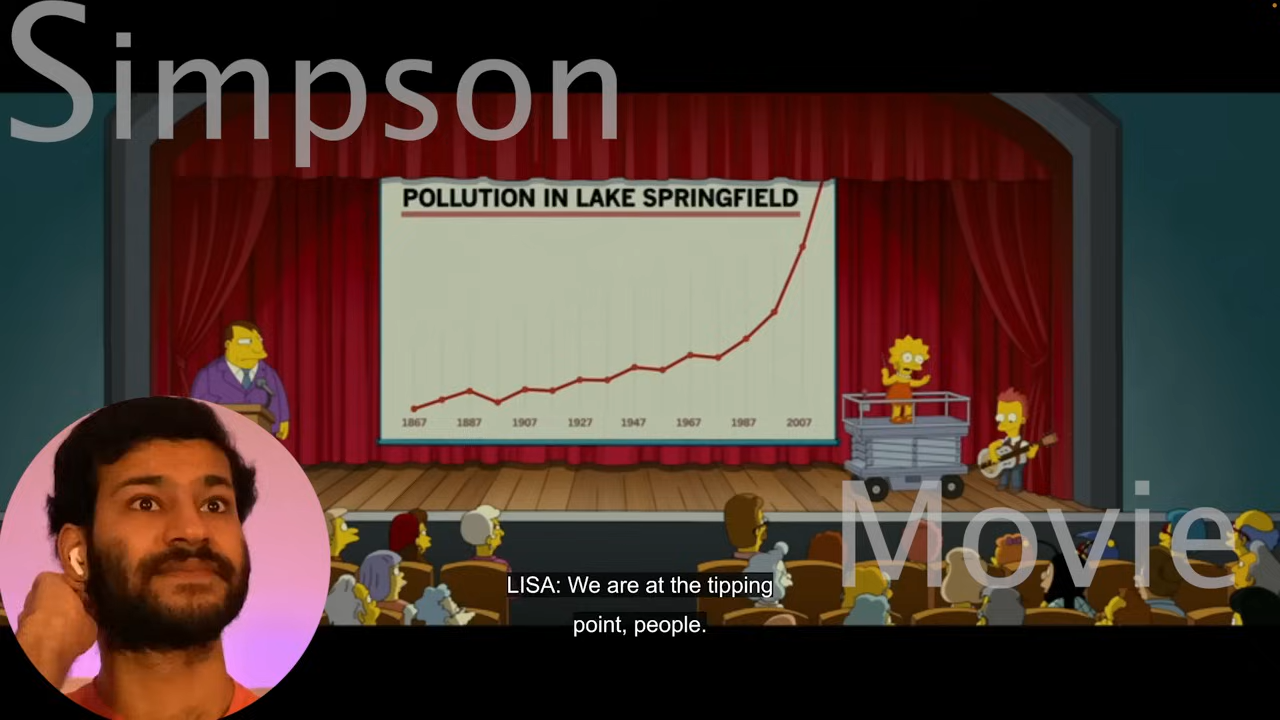 Simpson
POLLUTION IN LAKE SPRINGFIELD
1867 1887 1907 1927 1947 1967 1987 2007
Movie
LISA: We are at the tipping
point, people.